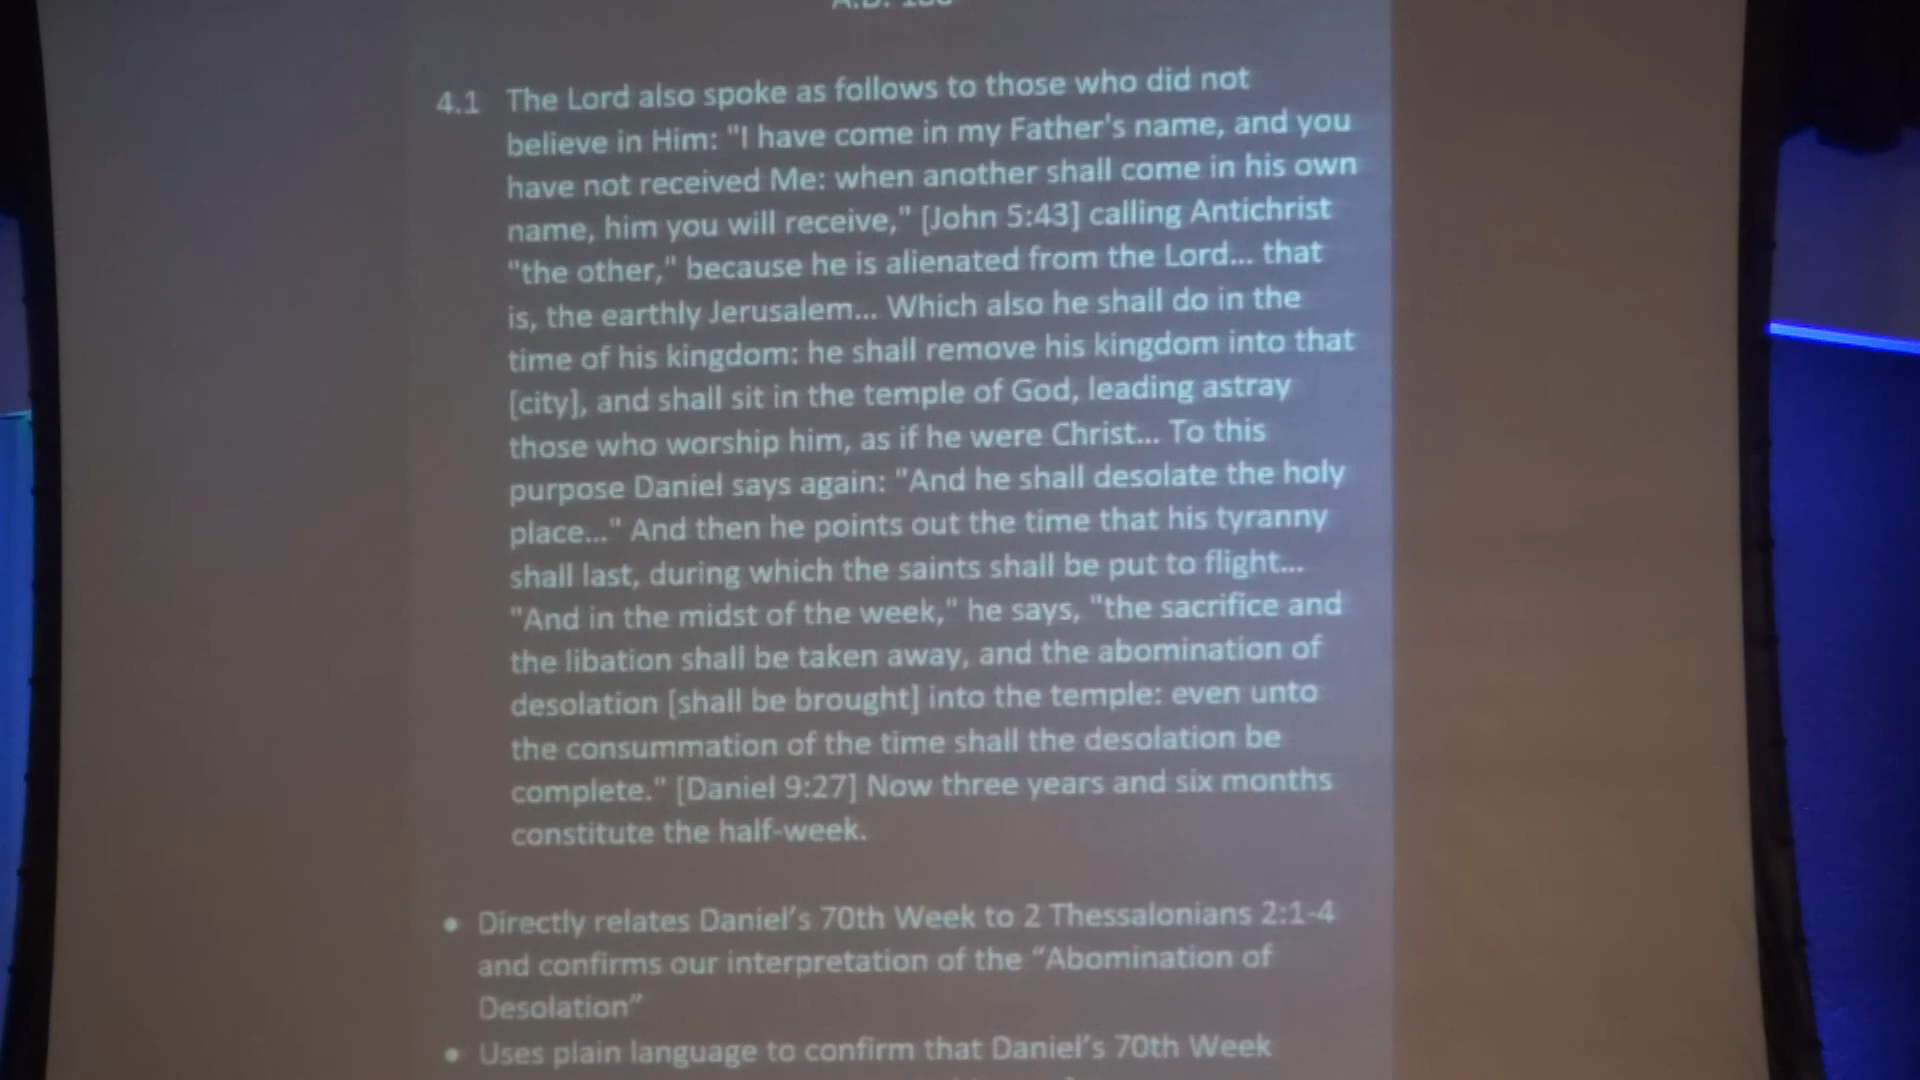 4.1 The Lord also spoke as follows to those who did not
believe in Him: "I have come in my Father's name, and you
have not received Me: when another shall come in his own
name, him you will receive," [John 5:43] calling Antichrist
"the other," because he is alienated from the Lord... that
is, the earthly Jerusalem... Which also he shall do in the
time of his kingdom: he shall remove his kingdom into that
[city], and shall sit in the temple of God, leading astray
those who worship him, as if he were Christ... To this
purpose Daniel says again: "And he shall desolate the holy
place..." And then he points out the time that his tyranny
shall last, during which the saints shall be put to flight...
"And in the midst of the week," he says, "the sacrifice and
the libation shall be taken away, and the abomination of
desolation [shall be brought] into the temple: even unto
the consummation of the time shall the desolation be
complete." [Daniel 9:27] Now three years and six months
constitute the half-week.
• Directly relates Daniel's 70th Week to 2 Thessalonians 2:1-4
and confirms our interpretation of the “Abomination of
Desolation”
• Uses plain language to confirm that Daniel's 70th Week